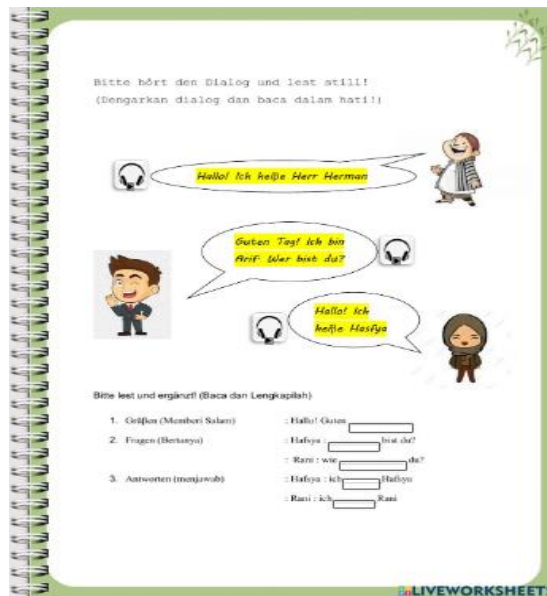 Bitte hört den Dialog und lest still!
(Dengarkan dialog dan baca dalam hati!)
Hallo! Ich heiße Herr Herman
Guten Tag! Ich bin
Arif. Wer bist du?
Hallo! Ich
heiße Hasfya
Bitte lest und ergänzt! (Baca dan Lengkapilah)
1. Grüßen (Memberi Salam) : Hallo! Guten
2. Fragen (Bertanya) : Hafsya : bist du?
: Rani : wie du?
3. Antworten (menjawab) : Hafsya : ich Hafsya
: Rani : ich Rani
LIVEWORKSHEETS